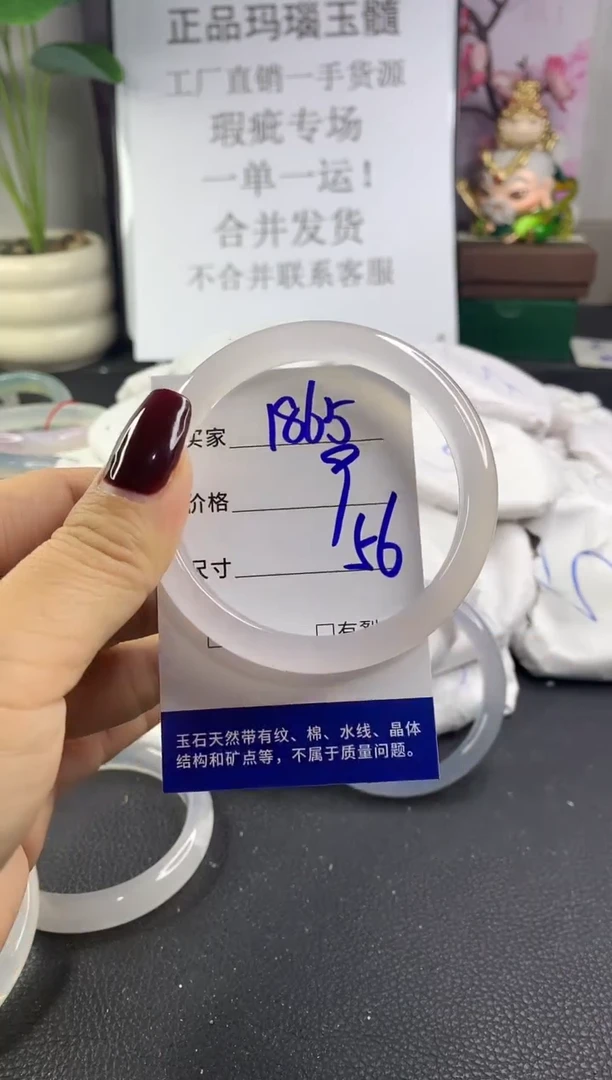 正品玛瑙玉髓
工厂直销一手货源
瑕疵专场
一单一运！
合并发货
不合并联系客服
买家 1865
价格 9
尺寸 56
□有裂
玉石天然带有纹、棉、水线、晶体
结构和矿点等，不属于质量问题。